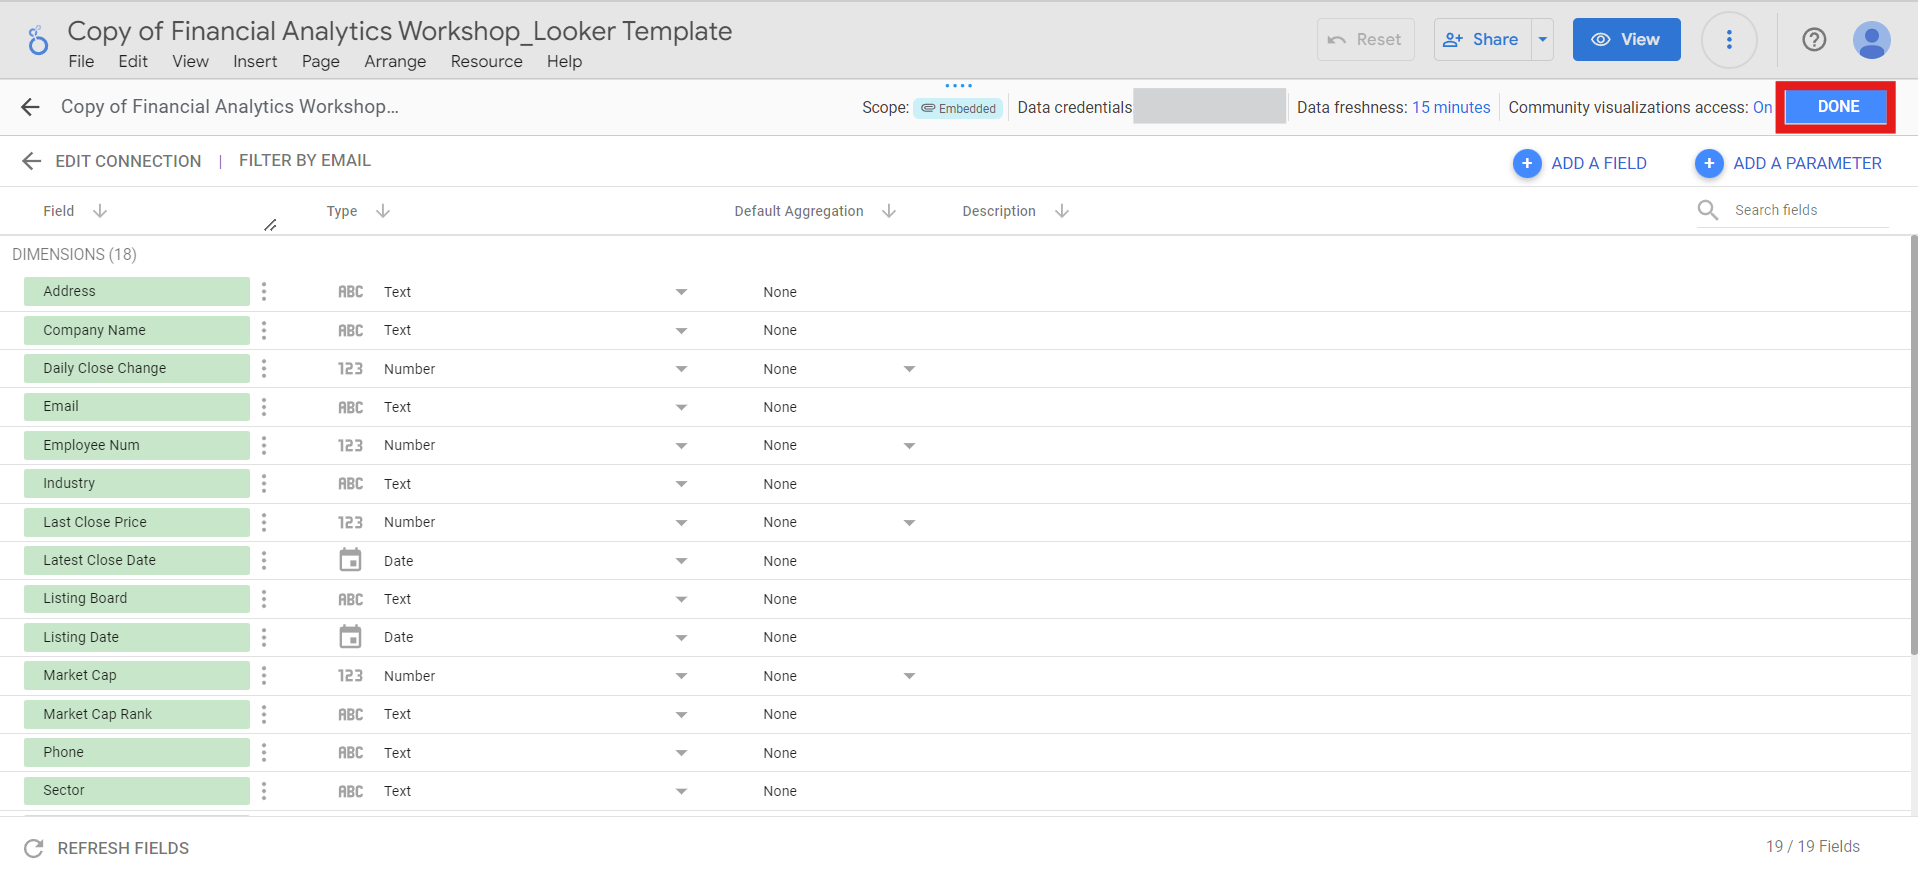 Copy of Financial Analytics Workshop_Looker Template
File Edit View Insert Page Arrange Resource Help
Reset Share View
Copy of Financial Analytics Workshop...
Scope: Embedded Data credentials Data freshness: 15 minutes Community visualizations access: On DONE
EDIT CONNECTION | FILTER BY EMAIL
ADD A FIELD ADD A PARAMETER
Field Type Default Aggregation Description Search fields
DIMENSIONS (18)
Address ABC Text None
Company Name ABC Text None
Daily Close Change 123 Number None
Email ABC Text None
Employee Num 123 Number None
Industry ABC Text None
Last Close Price 123 Number None
Latest Close Date Date None
Listing Board ABC Text None
Listing Date Date None
Market Cap 123 Number None
Market Cap Rank ABC Text None
Phone ABC Text None
Sector ABC Text None
REFRESH FIELDS 19 / 19 Fields